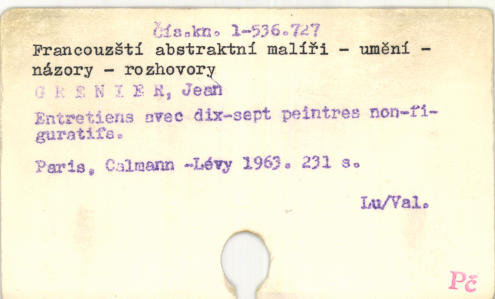 Čís.kn. 1-536.727
Francouzští abstraktní malíři - umění -
názory - rozhovory
G R E N I E R, Jean
Entretiens avec dix-sept peintres non-fi-
guratifs.
Paris, Calmann -Lévy 1963. 231 s.
Lu/Val.
Pč